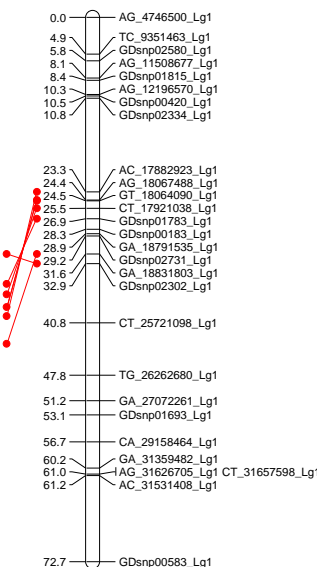 0.0 AG_4746500_Lg1
4.9 TC_9351463_Lg1
5.8 GDsnp02580_Lg1
8.1 AG_11508677_Lg1
8.4 GDsnp01815_Lg1
10.3 AG_12196570_Lg1
10.5 GDsnp00420_Lg1
10.8 GDsnp02334_Lg1
23.3 AC_17882923_Lg1
24.4 AG_18067488_Lg1
24.5 GT_18064090_Lg1
25.5 CT_17921038_Lg1
26.9 GDsnp01783_Lg1
28.3 GDsnp00183_Lg1
28.9 GA_18791535_Lg1
29.2 GDsnp02731_Lg1
31.6 GA_18831803_Lg1
32.9 GDsnp02302_Lg1
40.8 CT_25721098_Lg1
47.8 TG_26262680_Lg1
51.2 GA_27072261_Lg1
53.1 GDsnp01693_Lg1
56.7 CA_29158464_Lg1
60.2 GA_31359482_Lg1
61.0 AG_31626705_Lg1 CT_31657598_Lg1
61.2 AC_31531408_Lg1
72.7 GDsnp00583_Lg1